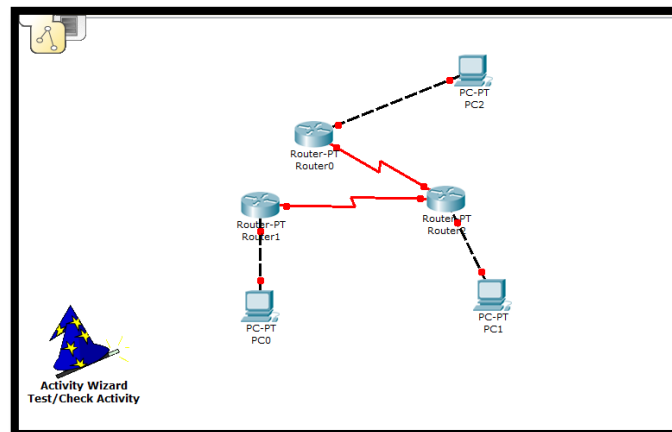 PC-PT
PC2
Router-PT
Router0
Router-PT
Router1
Router-PT
Router2
PC-PT
PC0
PC-PT
PC1
Activity Wizard
Test/Check Activity